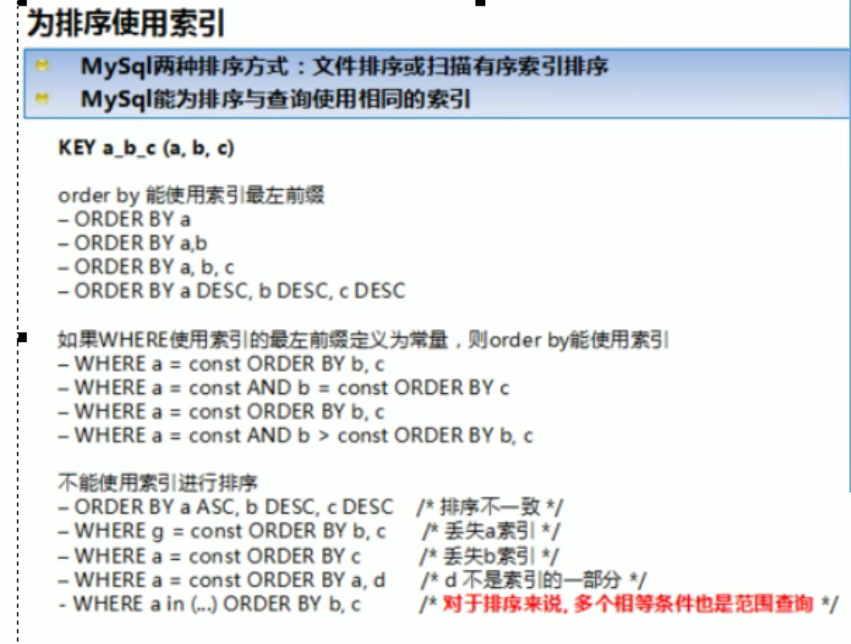 为排序使用索引
MySql两种排序方式：文件排序或扫描有序索引排序
MySql能为排序与查询使用相同的索引
KEY a_b_c (a, b, c)
order by 能使用索引最左前缀
– ORDER BY a
– ORDER BY a,b
– ORDER BY a, b, c
– ORDER BY a DESC, b DESC, c DESC
如果WHERE使用索引的最左前缀定义为常量，则order by能使用索引
– WHERE a = const ORDER BY b, c
– WHERE a = const AND b = const ORDER BY c
– WHERE a = const ORDER BY b, c
– WHERE a = const AND b > const ORDER BY b, c
不能使用索引进行排序
– ORDER BY a ASC, b DESC, c DESC /* 排序不一致 */
– WHERE g = const ORDER BY b, c /* 丢失a索引 */
– WHERE a = const ORDER BY c /* 丢失b索引 */
– WHERE a = const ORDER BY a, d /* d 不是索引的一部分 */
- WHERE a in (...) ORDER BY b, c /* 对于排序来说, 多个相等条件也是范围查询 */